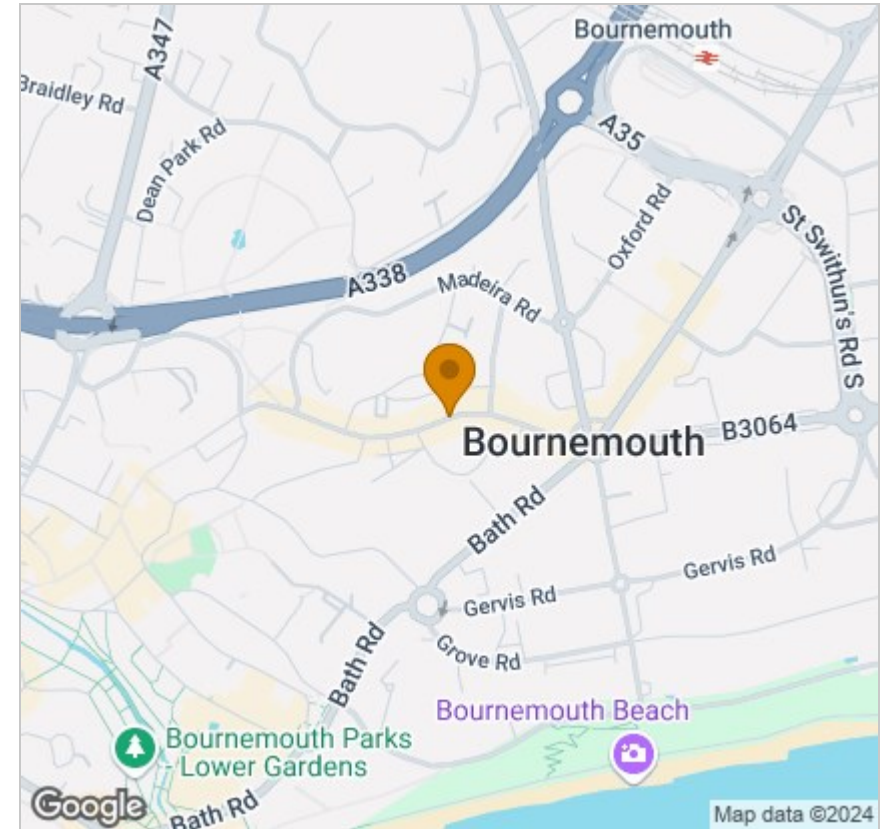 Bournemouth
A347
Braidley Rd
Dean Park Rd
A35
Oxford Rd
St Swithun's Rd S
A338
Madeira Rd
Bournemouth
B3064
Bath Rd
Gervis Rd
Gervis Rd
Grove Rd
Bath Rd
Bournemouth Beach
Bournemouth Parks
- Lower Gardens
Bath Rd
Google
Map data ©2024